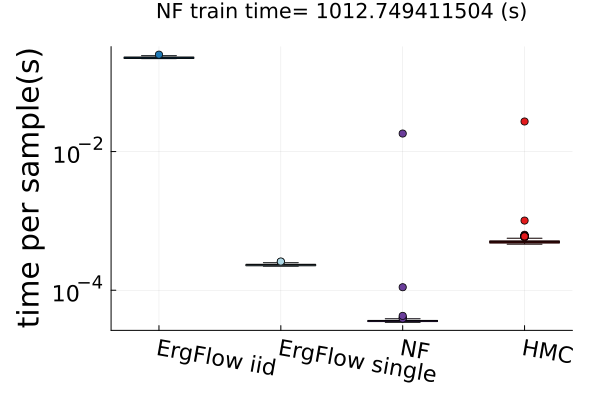 NF train time= 1012.749411504 (s)
time per sample(s)
10⁻²
10⁻⁴
ErgFlow iid
ErgFlow single
NF
HMC